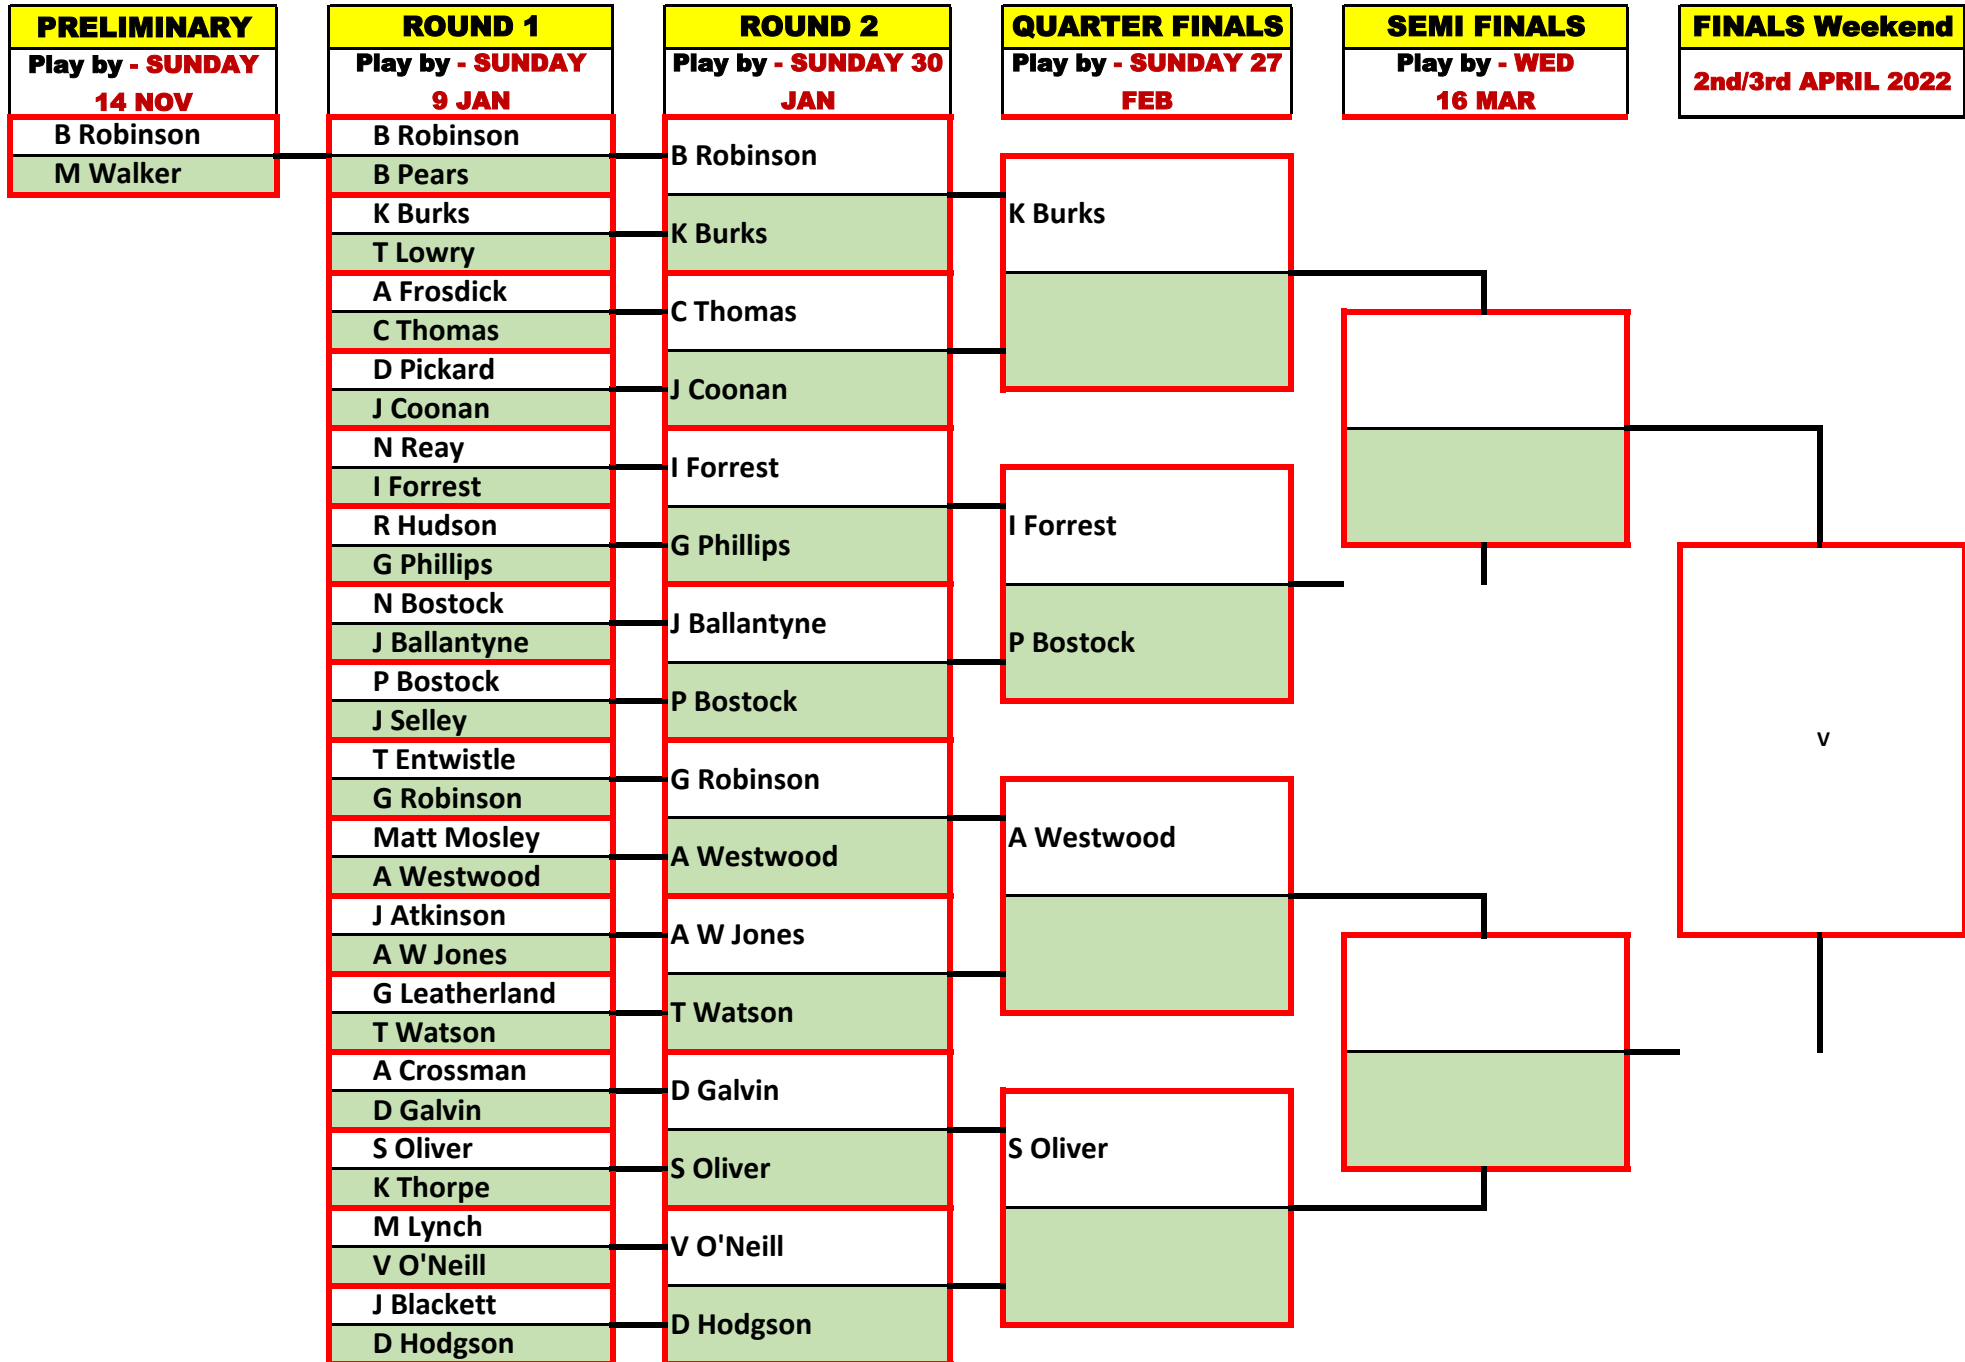 PRELIMINARY
Play by - SUNDAY
14 NOV
B Robinson
M Walker
ROUND 1
Play by - SUNDAY
9 JAN
B Robinson
B Pears
K Burks
T Lowry
A Frosdick
C Thomas
D Pickard
J Coonan
N Reay
I Forrest
R Hudson
G Phillips
N Bostock
J Ballantyne
P Bostock
J Selley
T Entwistle
G Robinson
Matt Mosley
A Westwood
J Atkinson
A W Jones
G Leatherland
T Watson
A Crossman
D Galvin
S Oliver
K Thorpe
M Lynch
V O'Neill
J Blackett
D Hodgson
ROUND 2
Play by - SUNDAY 30
JAN
B Robinson
K Burks
C Thomas
J Coonan
I Forrest
G Phillips
J Ballantyne
P Bostock
G Robinson
A Westwood
A W Jones
T Watson
D Galvin
S Oliver
V O'Neill
D Hodgson
QUARTER FINALS
Play by - SUNDAY 27
FEB
K Burks
I Forrest
P Bostock
A Westwood
S Oliver
SEMI FINALS
Play by - WED
16 MAR
FINALS Weekend
2nd/3rd APRIL 2022
v